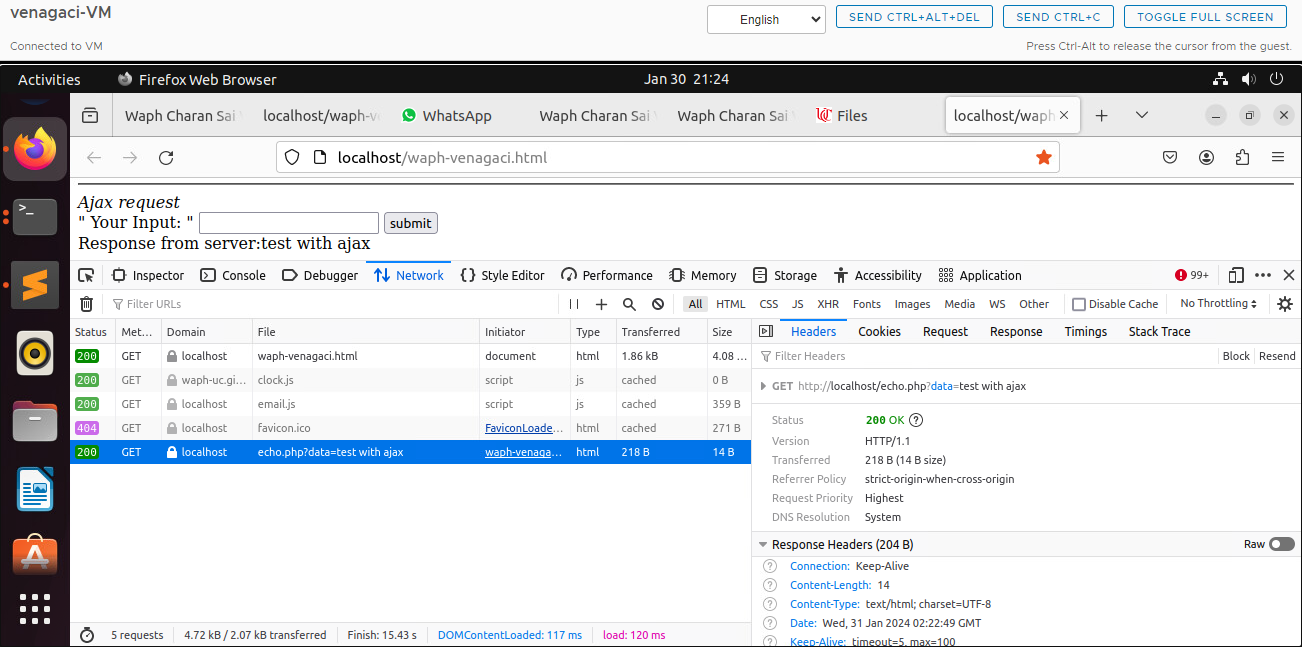 venagaci-VM
English
SEND CTRL+ALT+DEL
SEND CTRL+C
TOGGLE FULL SCREEN
Connected to VM
Press Ctrl-Alt to release the cursor from the guest.
Activities
Firefox Web Browser
Jan 30 21:24
Waph Charan Sai
localhost/waph-v
WhatsApp
Waph Charan Sai
Waph Charan Sai
Files
localhost/waph
localhost/waph-venagaci.html
Ajax request
" Your Input: "
submit
Response from server:test with ajax
Inspector
Console
Debugger
Network
Style Editor
Performance
Memory
Storage
Accessibility
Application
99+
Filter URLs
All
HTML
CSS
JS
XHR
Fonts
Images
Media
WS
Other
Disable Cache
No Throttling
Status Met... Domain File Initiator Type Transferred Size
200 GET localhost waph-venagaci.html document html 1.86 kB 4.08 ...
200 GET waph-uc.gi... clock.js script js cached 0 B
200 GET localhost email.js script js cached 359 B
404 GET localhost favicon.ico FaviconLoade... html cached 271 B
200 GET localhost echo.php?data=test with ajax waph-venaga... html 218 B 14 B
5 requests
4.72 kB / 2.07 kB transferred
Finish: 15.43 s
DOMContentLoaded: 117 ms
load: 120 ms
Headers
Cookies
Request
Response
Timings
Stack Trace
Filter Headers
Block
Resend
GET http://localhost/echo.php?data=test with ajax
Status 200 OK
Version HTTP/1.1
Transferred 218 B (14 B size)
Referrer Policy strict-origin-when-cross-origin
Request Priority Highest
DNS Resolution System
Response Headers (204 B)
Raw
Connection: Keep-Alive
Content-Length: 14
Content-Type: text/html; charset=UTF-8
Date: Wed, 31 Jan 2024 02:22:49 GMT
Keep-Alive: timeout=5, max=100